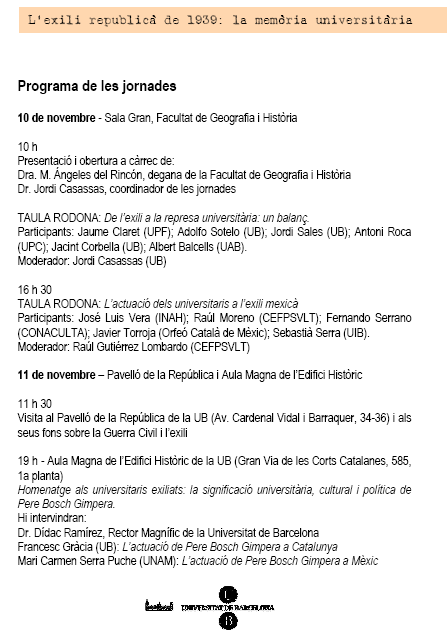 L'exili republicà de 1939: la memòria universitària
Programa de les jornades
10 de novembre - Sala Gran, Facultat de Geografia i Història
10 h
Presentació i obertura a càrrec de:
Dra. M. Ángeles del Rincón, degana de la Facultat de Geografia i Història
Dr. Jordi Casassas, coordinador de les jornades
TAULA RODONA: De l'exili a la represa universitària: un balanç.
Participants: Jaume Claret (UPF); Adolfo Sotelo (UB); Jordi Sales (UB); Antoni Roca
(UPC); Jacint Corbella (UB); Albert Balcells (UAB).
Moderador: Jordi Casassas (UB)
16 h 30
TAULA RODONA: L'actuació dels universitaris a l'exili mexicà
Participants: José Luis Vera (INAH); Raúl Moreno (CEFPSVLT); Fernando Serrano
(CONACULTA); Javier Torroja (Orfeó Català de Mèxic); Sebastià Serra (UIB).
Moderador: Raúl Gutiérrez Lombardo (CEFPSVLT)
11 de novembre – Pavelló de la República i Aula Magna de l'Edifici Històric
11 h 30
Visita al Pavelló de la República de la UB (Av. Cardenal Vidal i Barraquer, 34-36) i als
seus fons sobre la Guerra Civil i l'exili
19 h - Aula Magna de l'Edifici Històric de la UB (Gran Via de les Corts Catalanes, 585,
1a planta)
Homenatge als universitaris exiliats: la significació universitària, cultural i política de
Pere Bosch Gimpera.
Hi intervindran:
Dr. Dídac Ramírez, Rector Magnífic de la Universitat de Barcelona
Francesc Gràcia (UB): L'actuació de Pere Bosch Gimpera a Catalunya
Mari Carmen Serra Puche (UNAM): L'actuació de Pere Bosch Gimpera a Mèxic
U
UNIVERSITAT DE BARCELONA
B